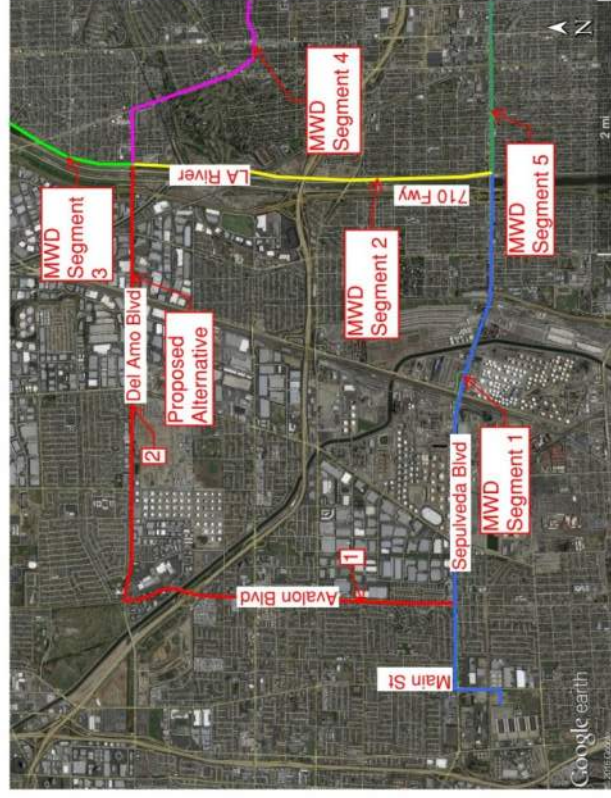 MWD
Segment
3
MWD
Segment 4
Del Amo Blvd
LA River
2
Proposed
Alternative
MWD
Segment 2
710 Fwy
MWD
Segment 5
1
Avalon Blvd
Sepulveda Blvd
MWD
Segment 1
Main St
N
2 mi
Google earth